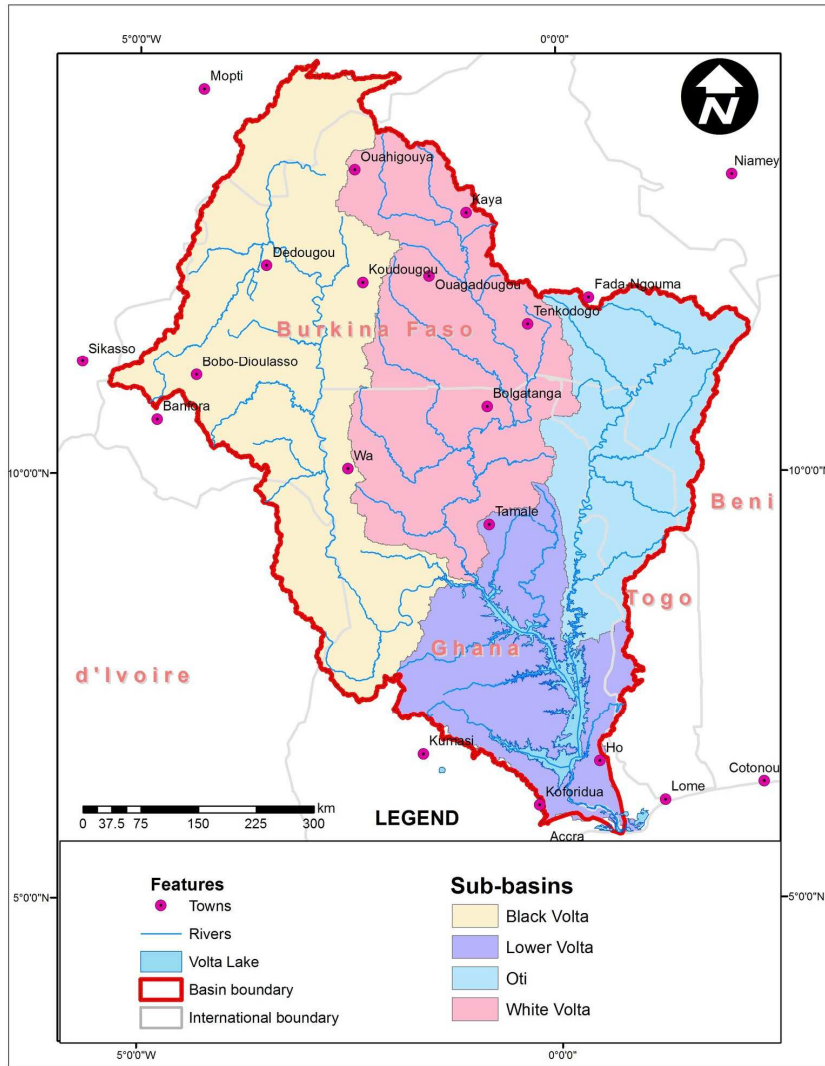 5°0'0"W
0°0'0"
Mopti
N
Niamey
Ouahigouya
Kaya
Dedougou
Koudougou
Ouagadougou
Fada-Ngouma
Tenkodogo
Burkina Faso
Sikasso
Bobo-Dioulasso
Bolgatanga
Banfora
10°0'0"N
Wa
10°0'0"N
Beni
Tamale
Togo
Ghana
d'Ivoire
Kumasi
Ho
Cotonou
Lome
Koforidua
Accra
km
0 37.5 75 150 225 300
LEGEND
Features
Towns
Rivers
Volta Lake
Basin boundary
International boundary
Sub-basins
Black Volta
Lower Volta
Oti
White Volta
5°0'0"N
5°0'0"N
5°0'0"W
0°0'0"